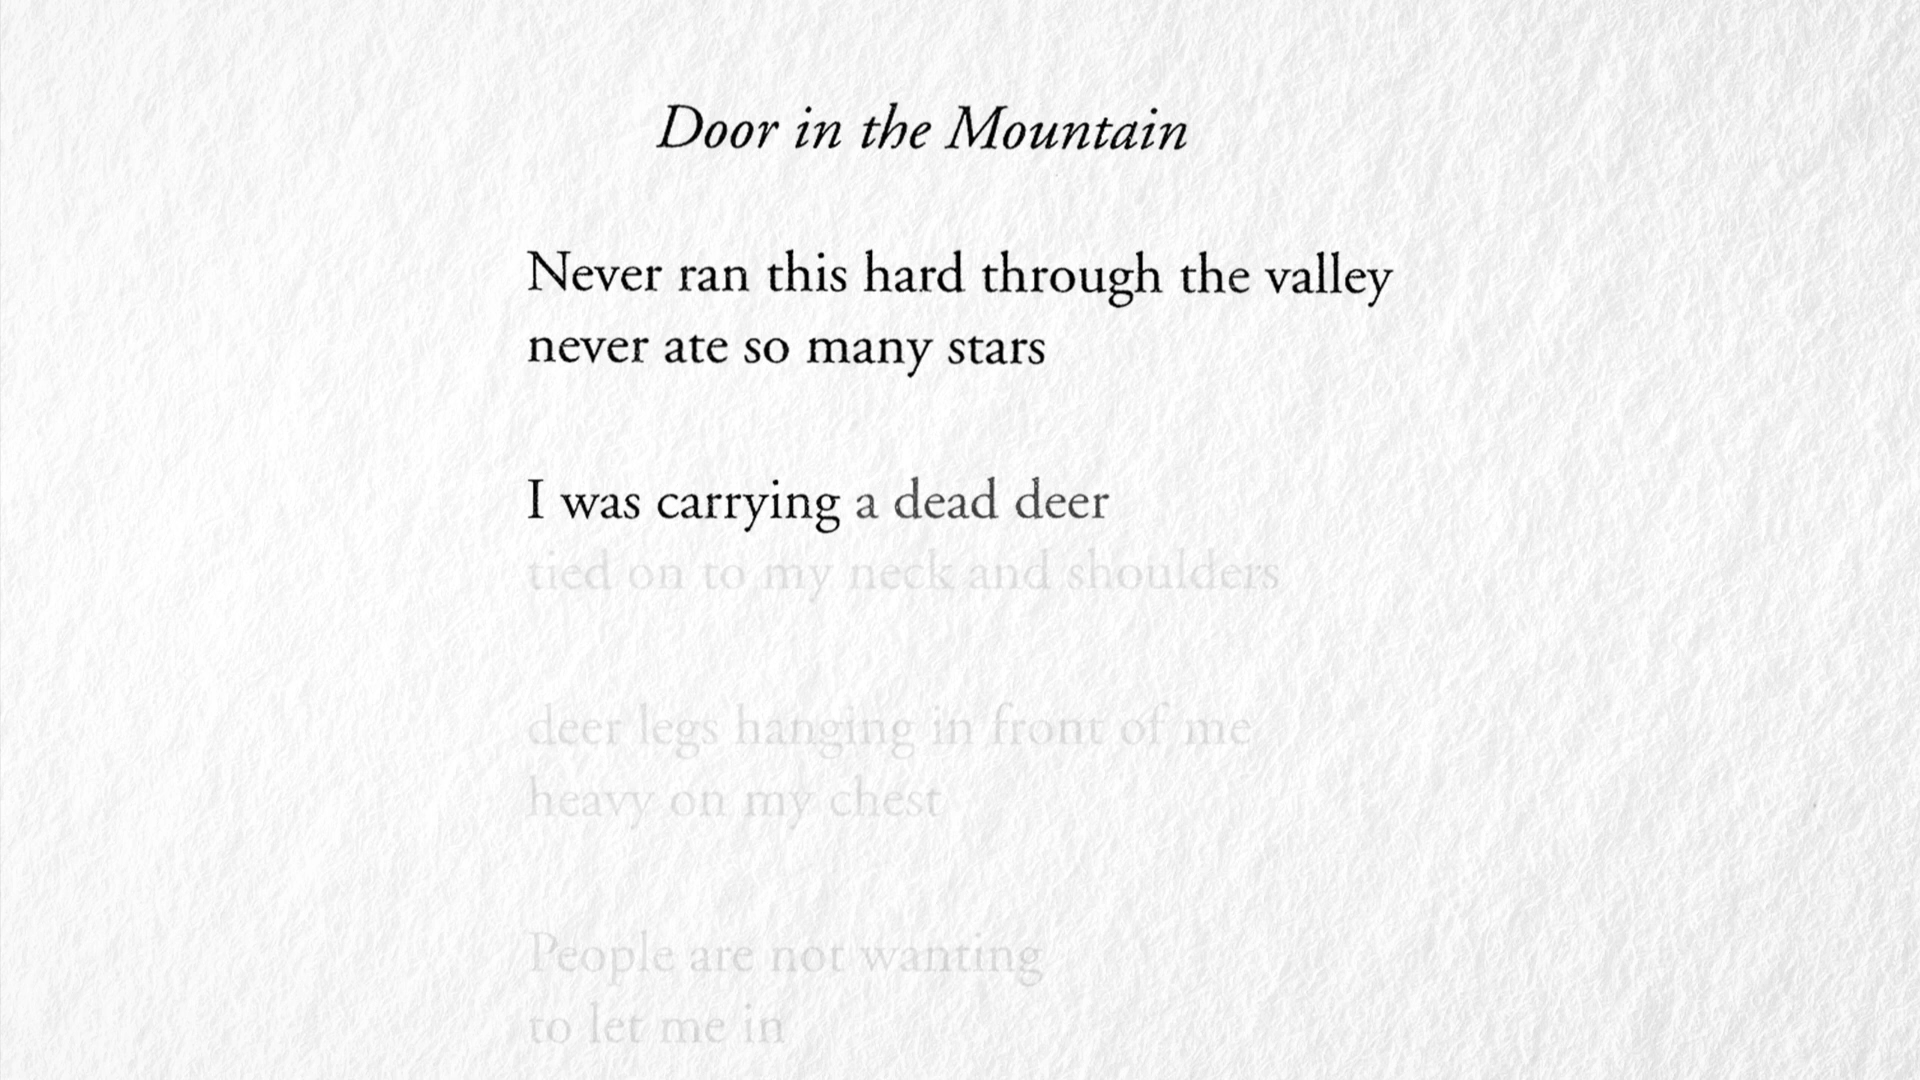 Door in the Mountain
Never ran this hard through the valley
never ate so many stars
I was carrying a dead deer
tied on to my neck and shoulders
deer legs hanging in front of me
heavy on my chest
People are not wanting
to let me in